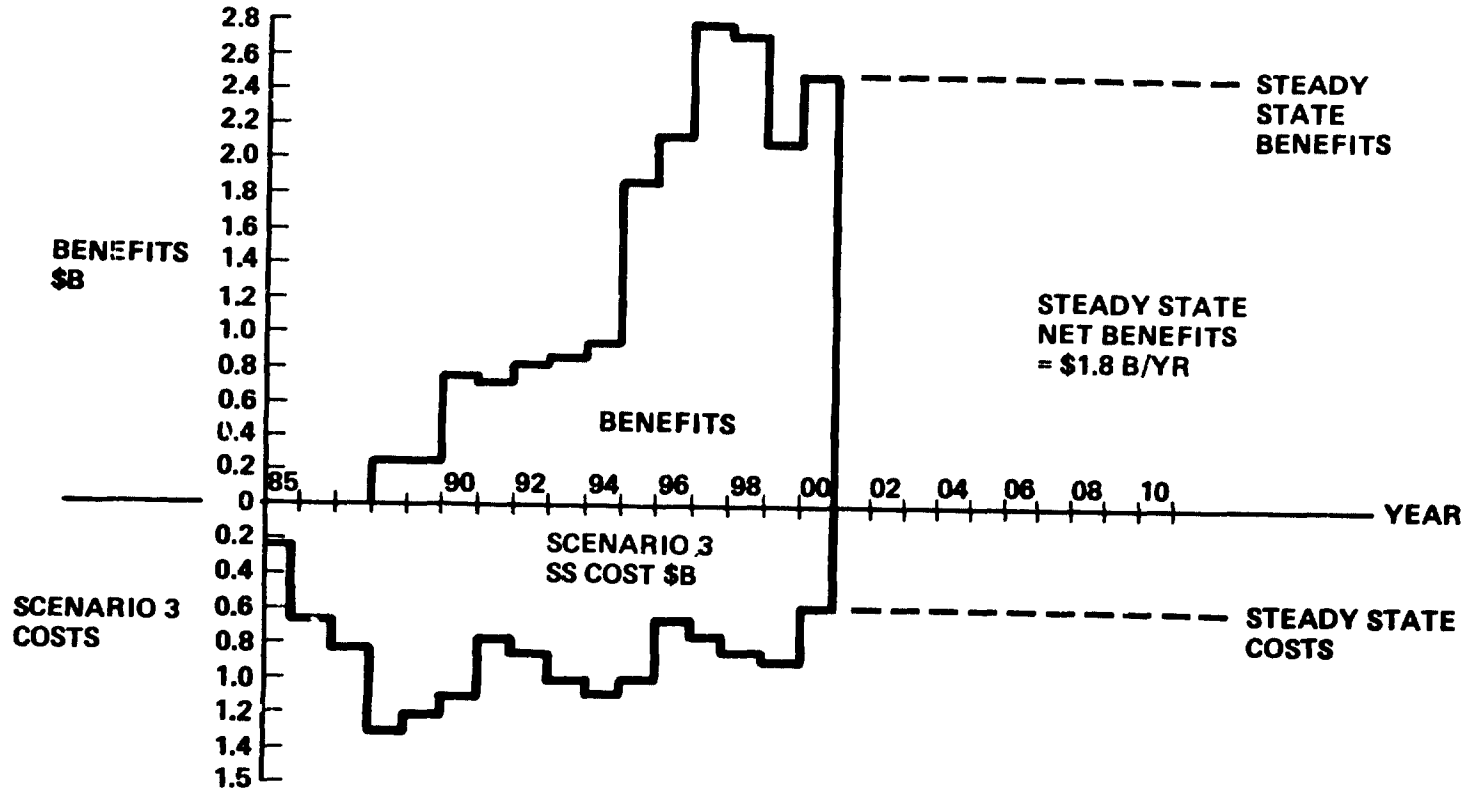 2.8
2.6
2.4
2.2
2.0
1.8
1.6
1.4
1.2
1.0
0.8
0.6
0.4
0.2
0
BENEFITS
$B
STEADY
STATE
BENEFITS
STEADY STATE
NET BENEFITS
= $1.8 B/YR
BENEFITS
85 90 92 94 96 98 00 02 04 06 08 10
YEAR
SCENARIO 3
SS COST $B
0.2
0.4
0.6
0.8
1.0
1.2
1.4
1.5
SCENARIO 3
COSTS
STEADY STATE
COSTS